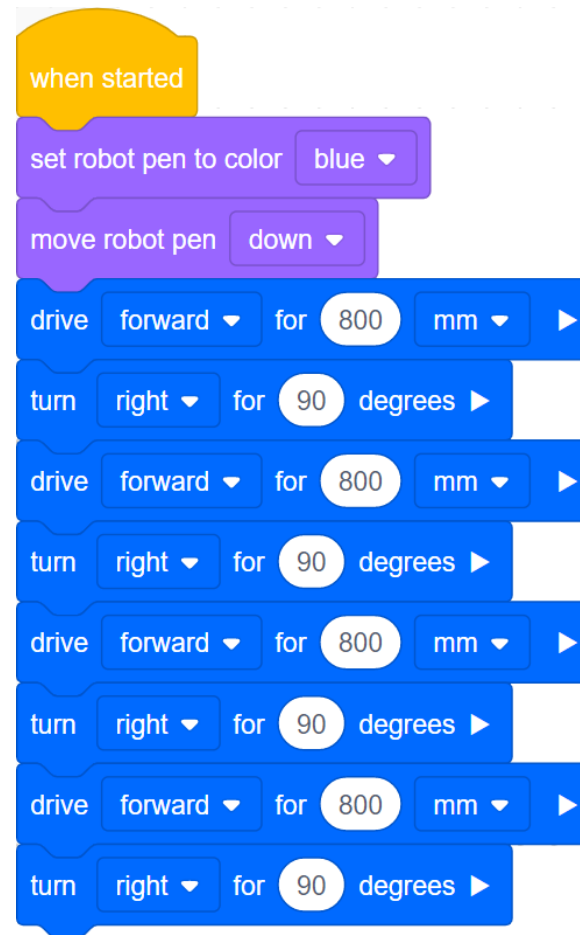 when started
set robot pen to color blue
move robot pen down
drive forward for 800 mm
turn right for 90 degrees
drive forward for 800 mm
turn right for 90 degrees
drive forward for 800 mm
turn right for 90 degrees
drive forward for 800 mm
turn right for 90 degrees